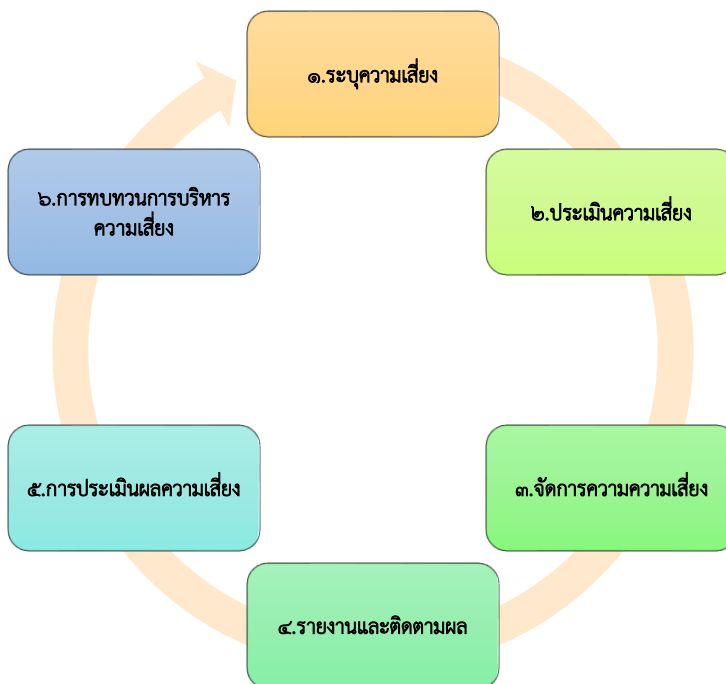 ๑.ระบุความเสี่ยง
๒.ประเมินความเสี่ยง
๓.จัดการความความเสี่ยง
๔.รายงานและติดตามผล
๕.การประเมินผลความเสี่ยง
๖.การทบทวนการบริหาร
ความเสี่ยง